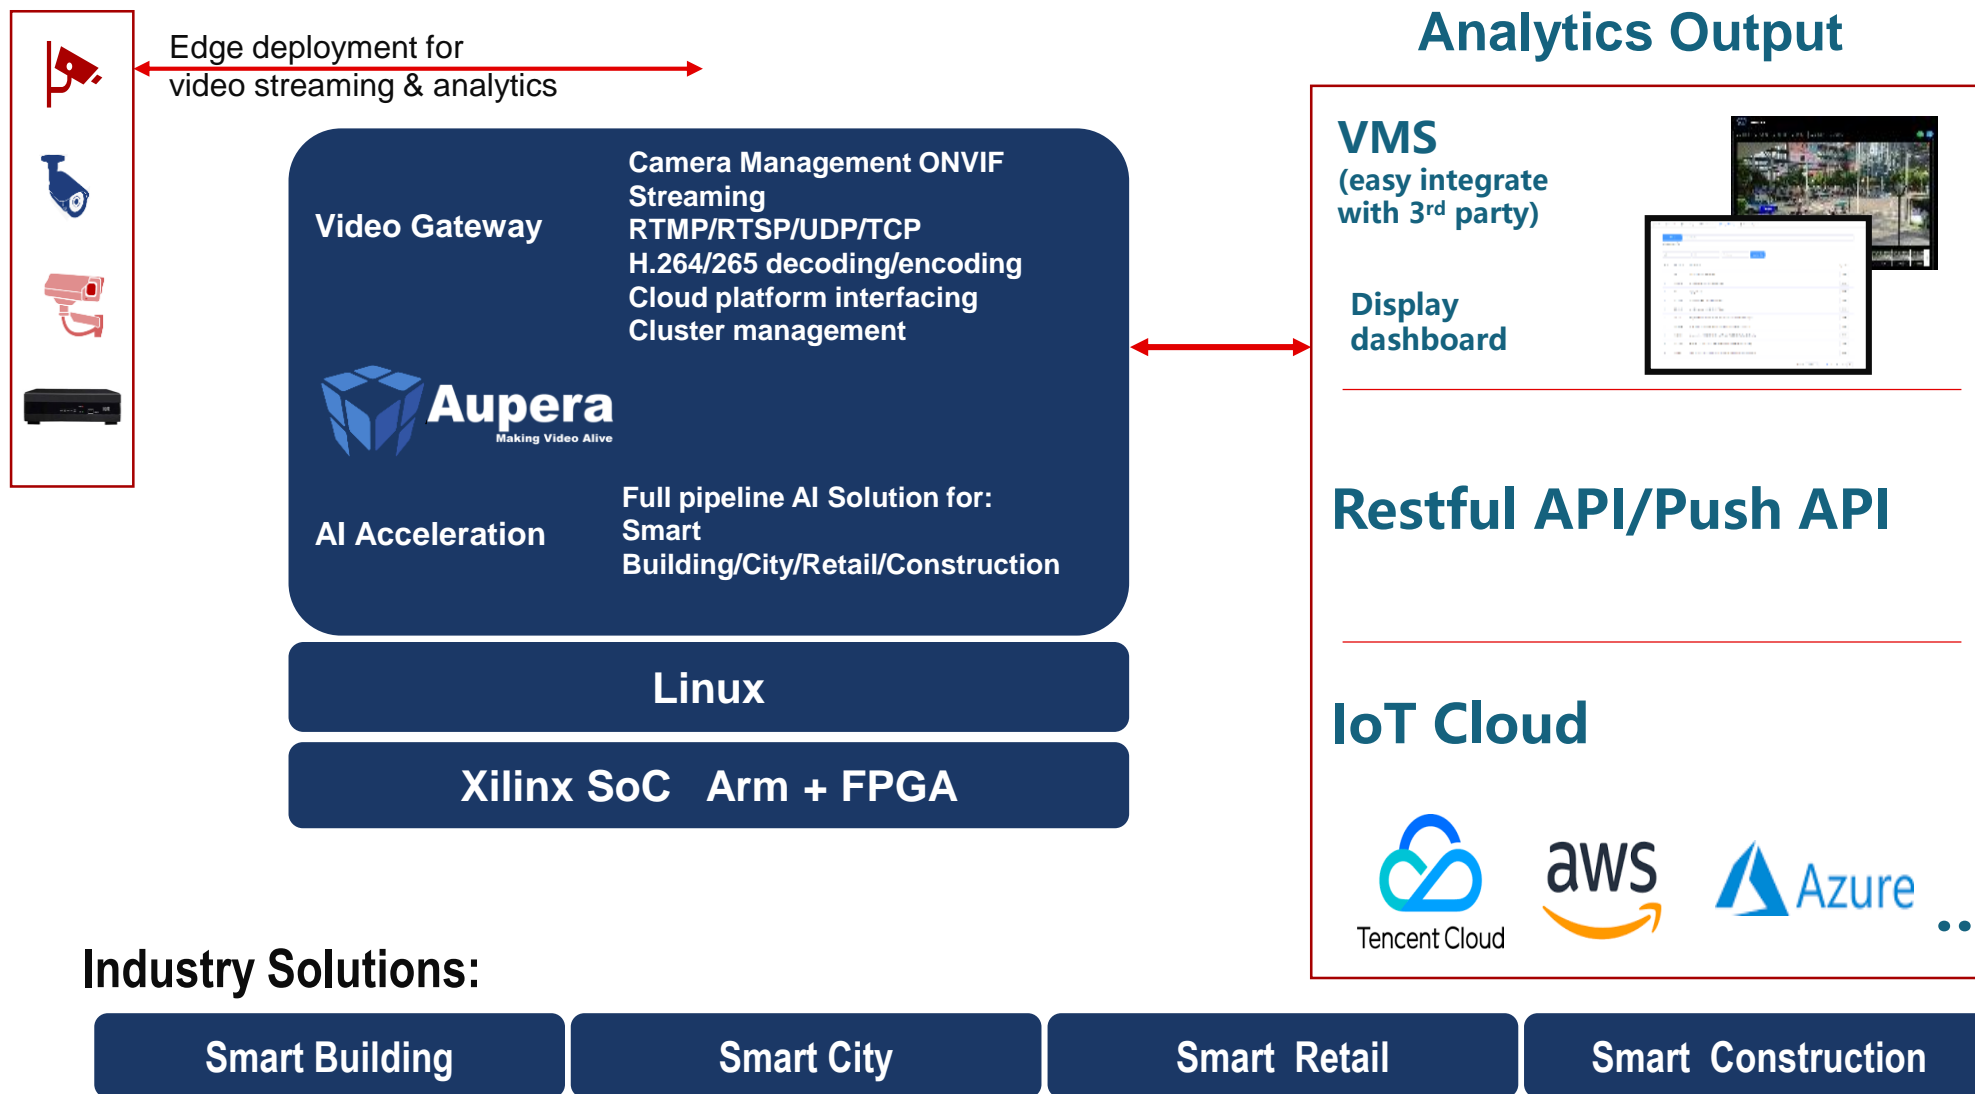 Edge deployment for
video streaming & analytics
Analytics Output
Video Gateway
Camera Management ONVIF
Streaming
RTMP/RTSP/UDP/TCP
H.264/265 decoding/encoding
Cloud platform interfacing
Cluster management
Aupera
Making Video Alive
AI Acceleration
Full pipeline AI Solution for:
Smart
Building/City/Retail/Construction
Linux
Xilinx SoC Arm + FPGA
VMS
(easy integrate
with 3rd party)
Display
dashboard
Restful API/Push API
IoT Cloud
Tencent Cloud
aws
Azure
...
Industry Solutions:
Smart Building
Smart City
Smart Retail
Smart Construction